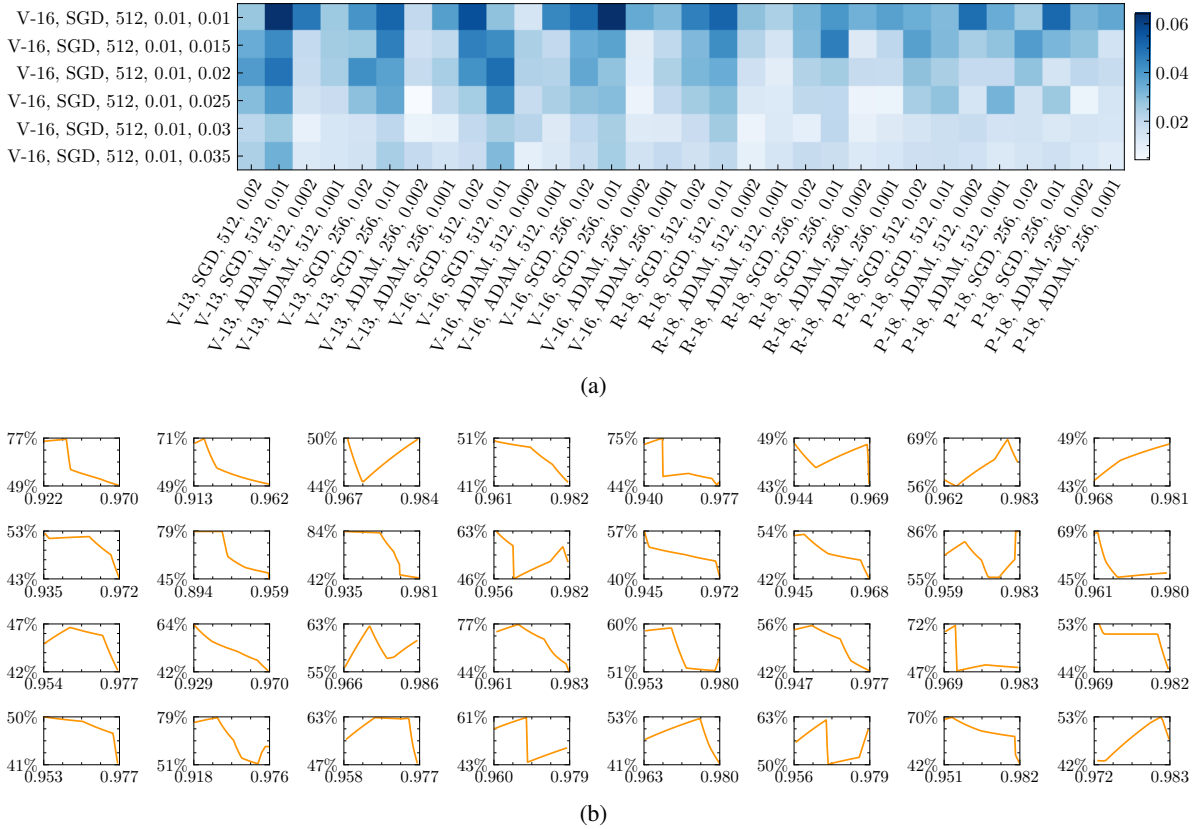 V-16, SGD, 512, 0.01, 0.01
V-16, SGD, 512, 0.01, 0.015
V-16, SGD, 512, 0.01, 0.02
V-16, SGD, 512, 0.01, 0.025
V-16, SGD, 512, 0.01, 0.03
V-16, SGD, 512, 0.01, 0.035
0.06
0.04
0.02
V-13, SGD, 512, 0.02
V-13, SGD, 512, 0.01
V-13, ADAM, 512, 0.002
V-13, ADAM, 512, 0.001
V-13, SGD, 256, 0.02
V-13, SGD, 256, 0.01
V-13, ADAM, 256, 0.002
V-13, ADAM, 256, 0.001
V-16, SGD, 512, 0.02
V-16, SGD, 512, 0.01
V-16, ADAM, 512, 0.002
V-16, ADAM, 512, 0.001
V-16, SGD, 256, 0.02
V-16, SGD, 256, 0.01
V-16, ADAM, 256, 0.002
V-16, ADAM, 256, 0.001
R-18, SGD, 512, 0.02
R-18, SGD, 512, 0.01
R-18, ADAM, 512, 0.002
R-18, ADAM, 512, 0.001
R-18, SGD, 256, 0.02
R-18, SGD, 256, 0.01
R-18, ADAM, 256, 0.002
R-18, ADAM, 256, 0.001
P-18, SGD, 512, 0.02
P-18, SGD, 512, 0.01
P-18, ADAM, 512, 0.002
P-18, ADAM, 512, 0.001
P-18, SGD, 256, 0.02
P-18, SGD, 256, 0.01
P-18, ADAM, 256, 0.002
P-18, ADAM, 256, 0.001
(a)
77% 71% 50% 51% 75% 49% 69% 49%
49% 49% 44% 41% 44% 43% 56% 43%
0.922 0.970 0.913 0.962 0.967 0.984 0.961 0.982 0.940 0.977 0.944 0.969 0.962 0.983 0.968 0.981
53% 79% 84% 63% 57% 54% 86% 69%
43% 45% 42% 46% 40% 42% 55% 45%
0.935 0.972 0.894 0.959 0.935 0.981 0.956 0.982 0.945 0.972 0.945 0.968 0.959 0.983 0.961 0.980
47% 64% 63% 77% 60% 56% 72% 53%
42% 42% 55% 44% 51% 42% 47% 44%
0.954 0.977 0.929 0.970 0.966 0.986 0.961 0.983 0.953 0.980 0.947 0.977 0.969 0.983 0.969 0.982
50% 79% 63% 61% 53% 63% 70% 53%
41% 51% 47% 43% 41% 50% 41% 42%
0.953 0.977 0.918 0.976 0.958 0.977 0.960 0.979 0.963 0.980 0.956 0.979 0.951 0.982 0.972 0.983
(b)